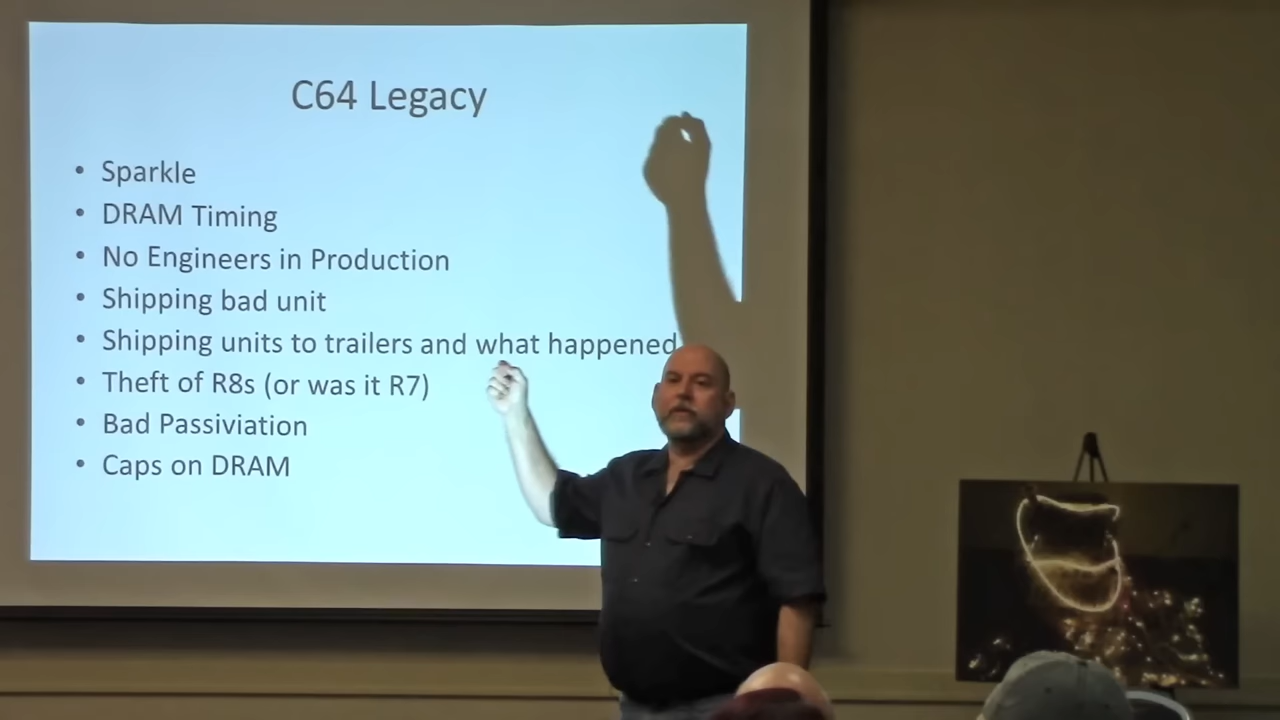 C64 Legacy
• Sparkle
• DRAM Timing
• No Engineers in Production
• Shipping bad unit
• Shipping units to trailers and what happened
• Theft of R8s (or was it R7)
• Bad Passiviation
• Caps on DRAM